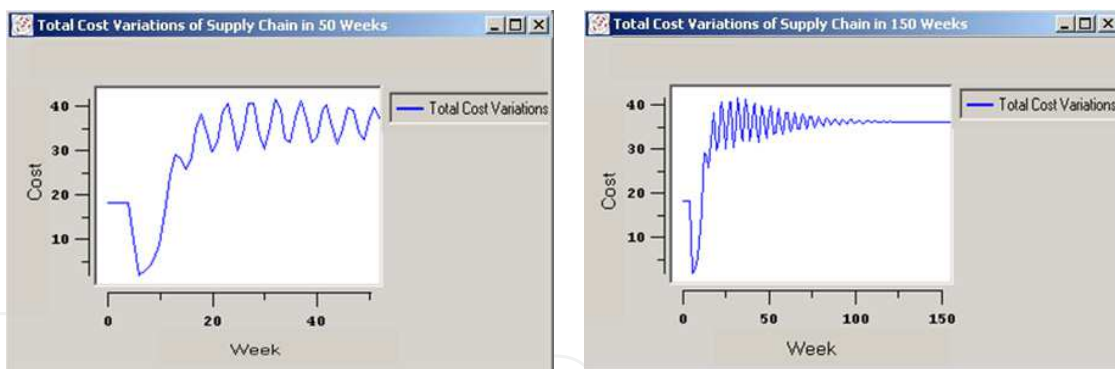 Total Cost Variations of Supply Chain in 50 Weeks
Total Cost Variations
40
30
20
10
Cost
0 20 40
Week
Total Cost Variations of Supply Chain in 150 Weeks
Total Cost Variations
40
30
20
10
Cost
0 50 100 150
Week